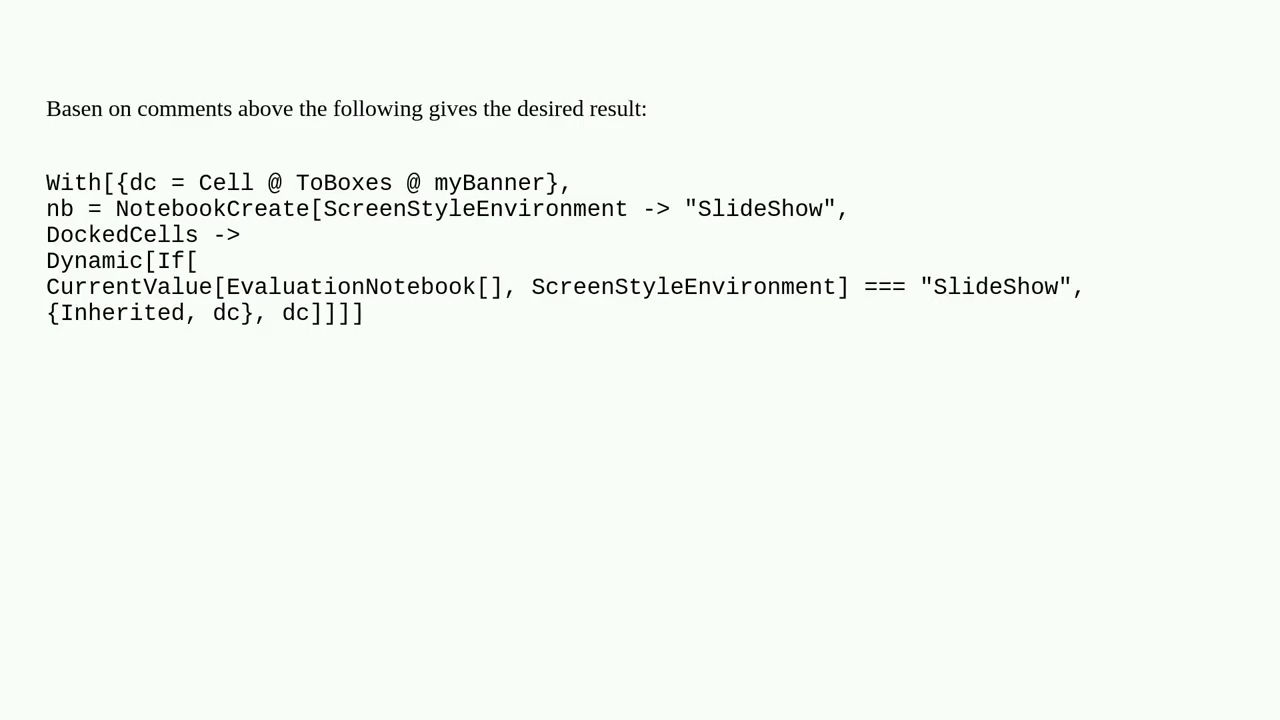 Basen on comments above the following gives the desired result:
With[{dc = Cell @ ToBoxes @ myBanner},
nb = NotebookCreate[ScreenStyleEnvironment -> "SlideShow",
DockedCells ->
Dynamic[If[
CurrentValue[EvaluationNotebook[], ScreenStyleEnvironment] === "SlideShow",
{Inherited, dc}, dc]]]]